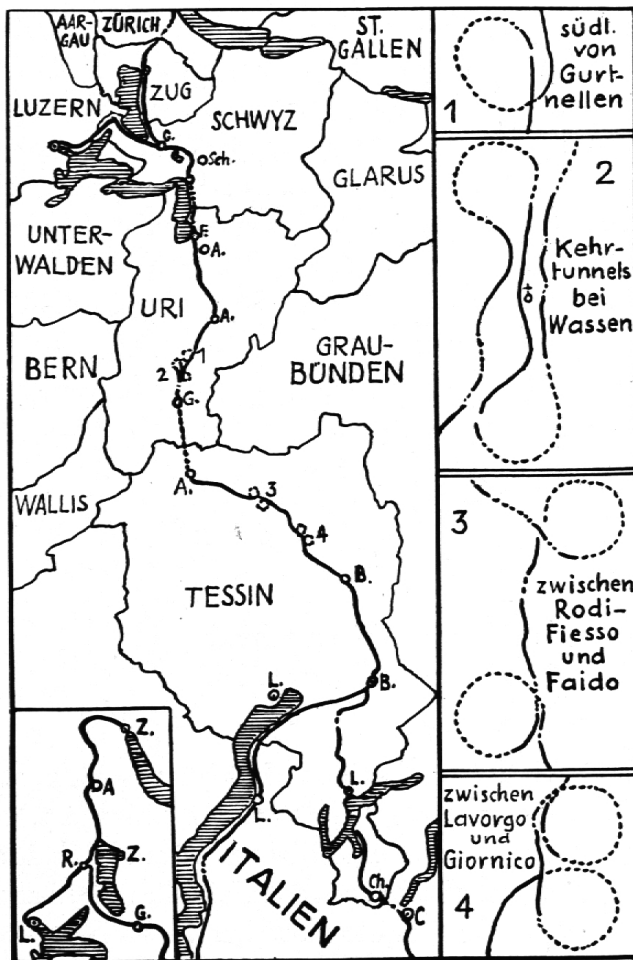 AAR-
GAU
ZÜRICH
ST.
GALLEN
ZUG
LUZERN
SCHWYZ
G.
Sch.
GLARUS
UNTER-
WALDEN
F.
A.
URI
A.
BERN
1
2
GRAU-
BÜNDEN
G.
A.
WALLIS
3
4
B.
TESSIN
L.
B.
L.
L.
ITALIEN
Ch.
C
Z.
A
R.
Z.
L.
G.
1
südl.
von
Gurt-
nellen
2
Kehr-
tunnels
bei
Wassen
3
zwischen
Rodi-
Fiesso
und
Faido
zwischen
Lavorgo
und
Giornico
4